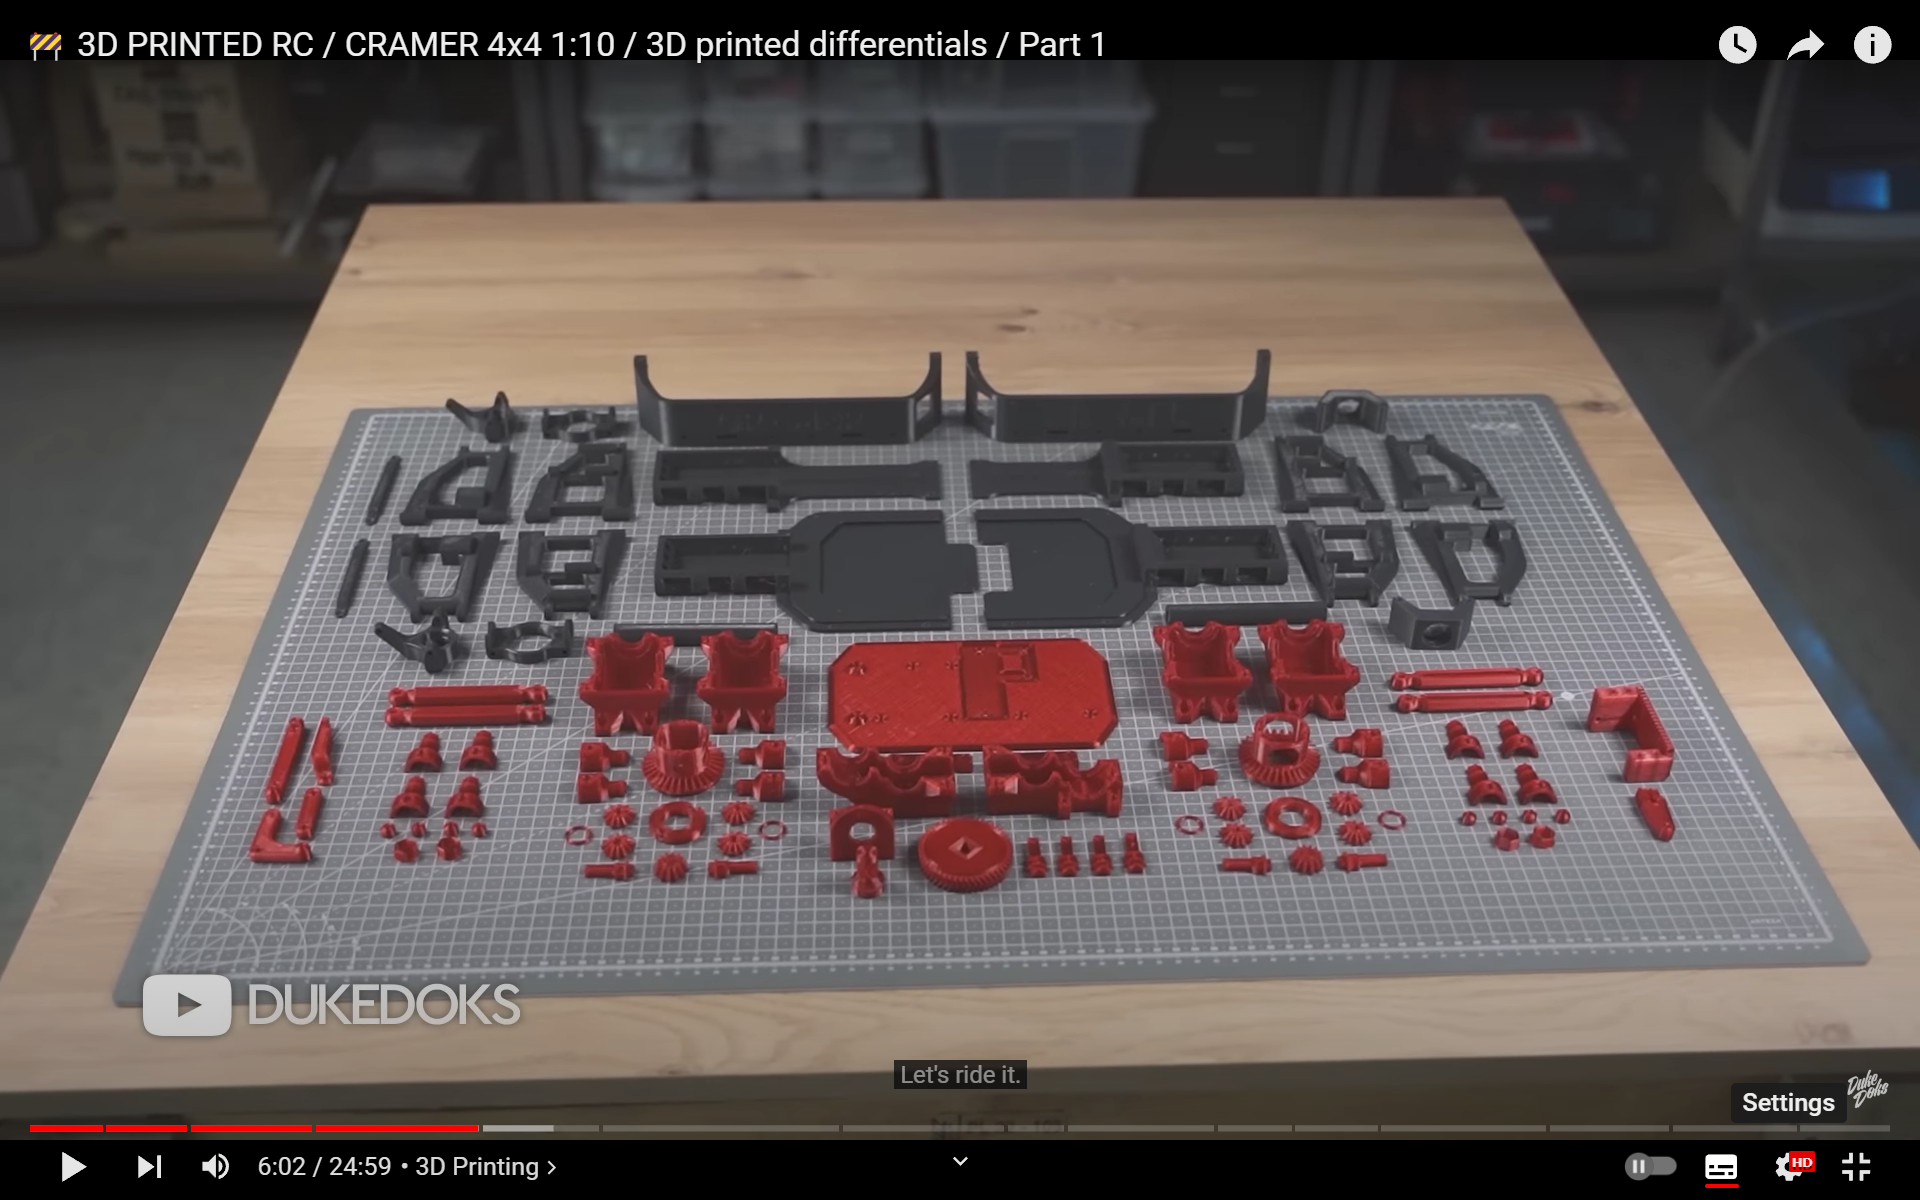 🚧 3D PRINTED RC / CRAMER 4x4 1:10 / 3D printed differentials / Part 1
DUKEDOKS
Let's ride it.
Duke
Doks
Settings
6:02 / 24:59 • 3D Printing ›
HD